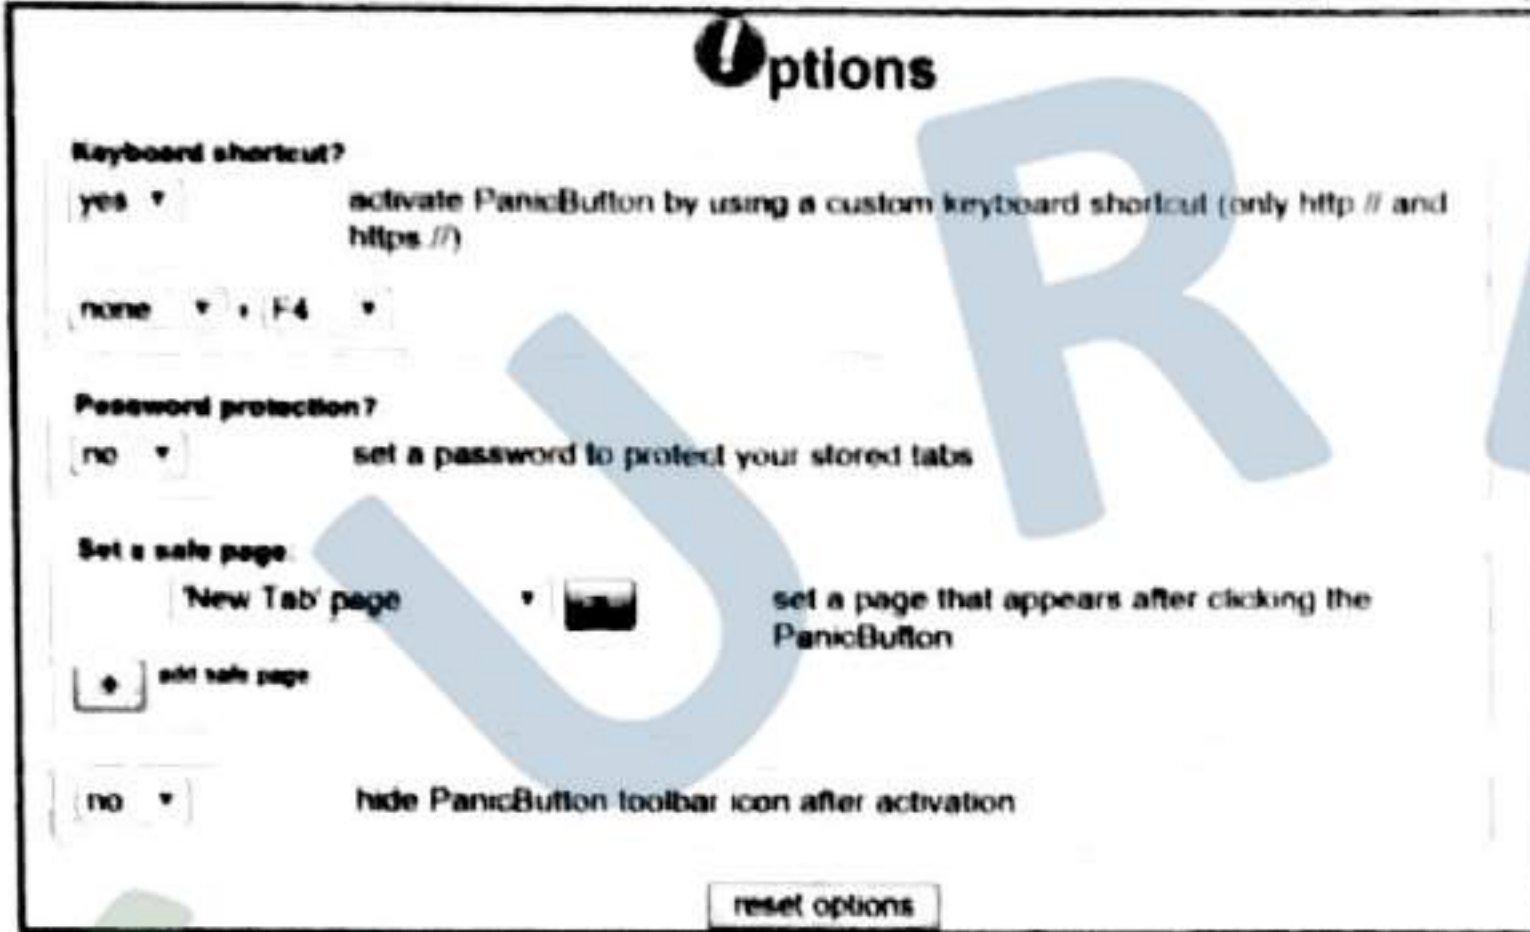 Options
Keyboard shortcut?
yes
activate PanicButton by using a custom keyboard shortcut (only http // and
https //)
none + F4
Password protection?
no
set a password to protect your stored tabs
Set a safe page:
'New Tab' page
set a page that appears after clicking the
PanicButton
+ add safe page
no
hide PanicButton toolbar icon after activation
reset options
U R